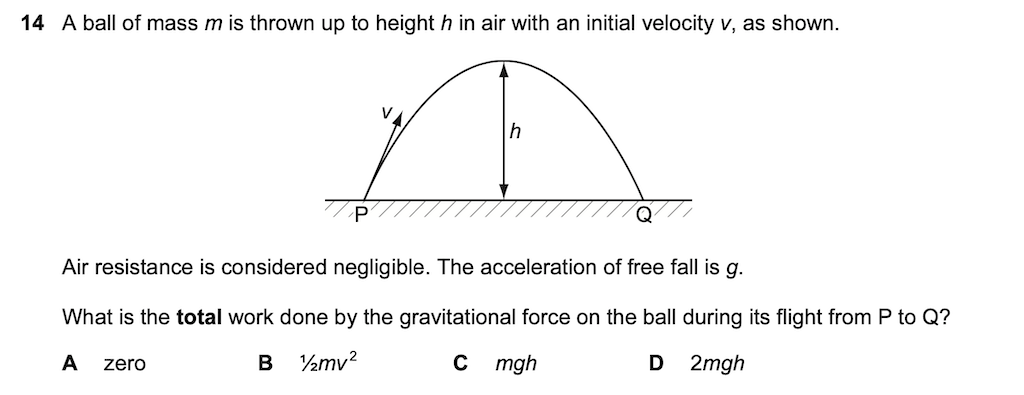 14 A ball of mass m is thrown up to height h in air with an initial velocity v, as shown.
v
h
P
Q
Air resistance is considered negligible. The acceleration of free fall is g.
What is the total work done by the gravitational force on the ball during its flight from P to Q?
A zero B ½mv² C mgh D 2mgh